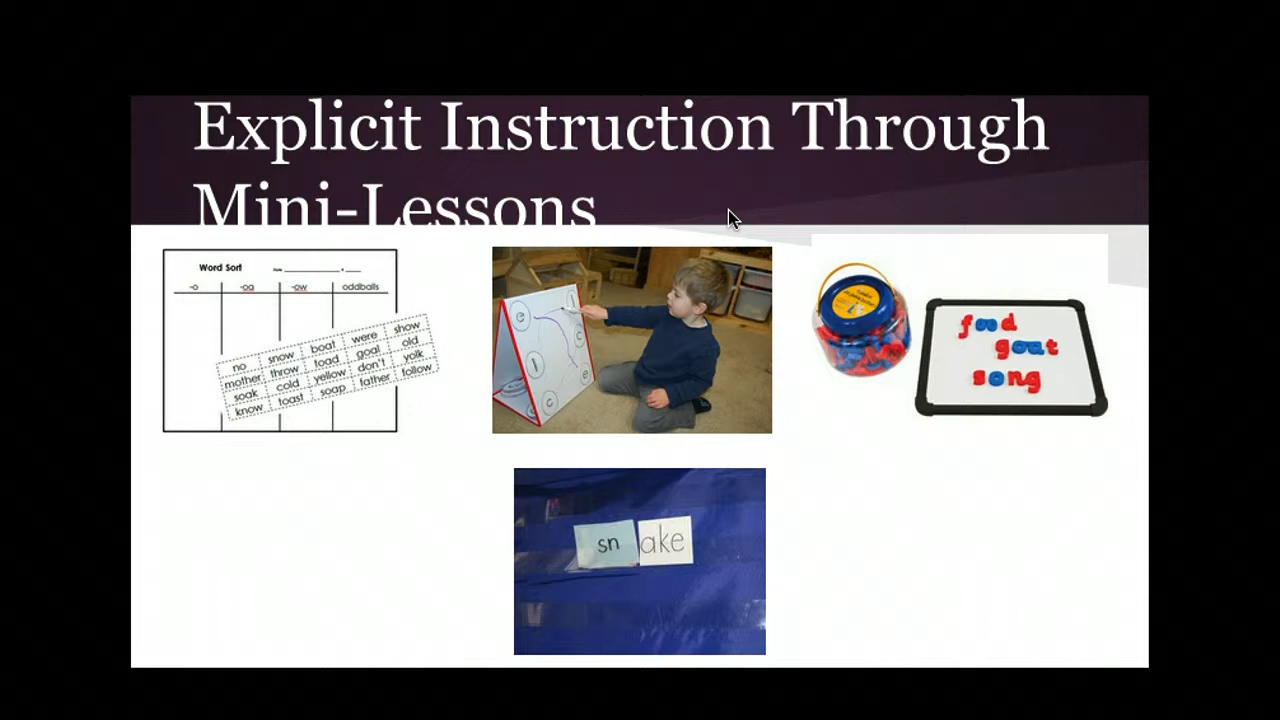 Explicit Instruction Through
Mini-Lessons
Word Sort
-o -oa -ow oddballs
no snow boat were show
mother throw toad goal old
soak cold yellow don't yolk
know toast soap father follow
e l
c
l e
c
food
goat
song
sn ake